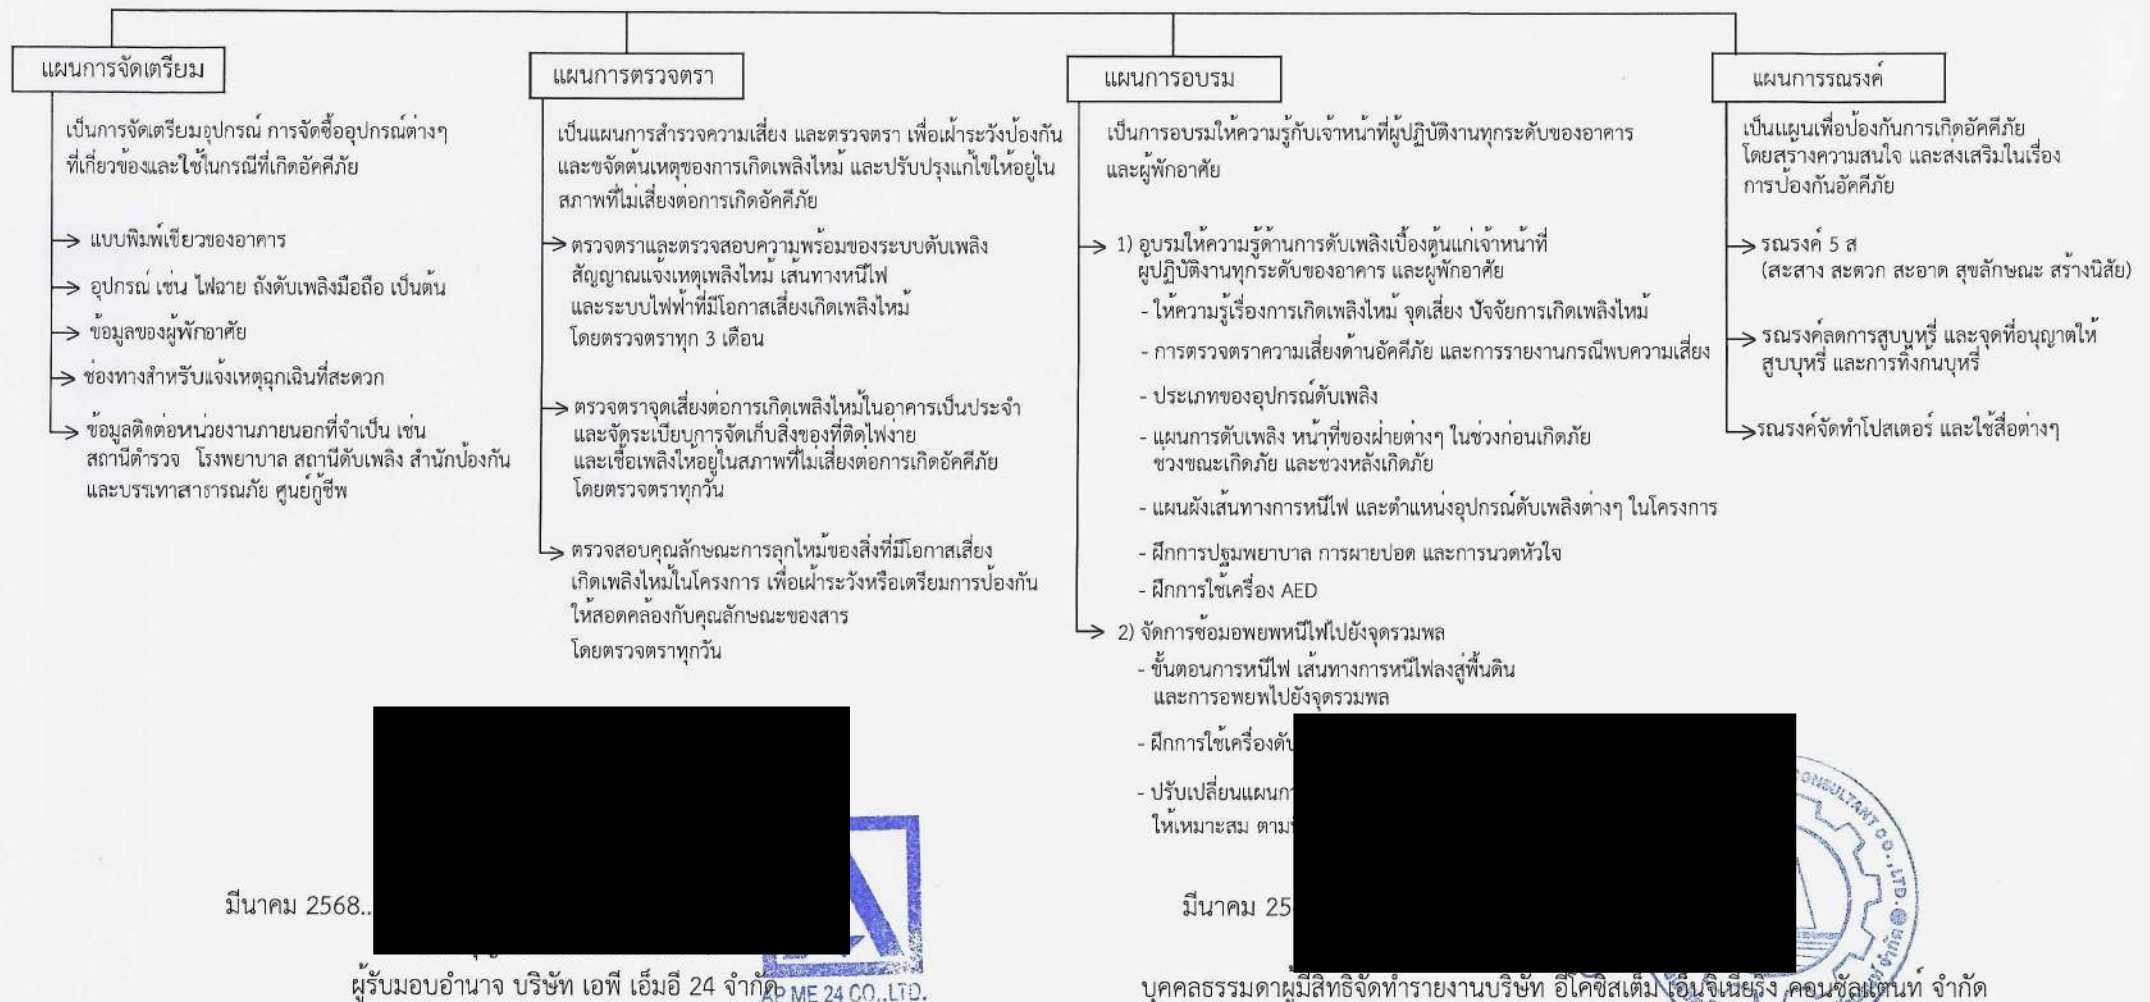 แผนการจัดเตรียม
เป็นการจัดเตรียมอุปกรณ์ การจัดซื้ออุปกรณ์ต่างๆ
ที่เกี่ยวข้องและใช้ในกรณีที่เกิดอัคคีภัย
แบบพิมพ์เขียวของอาคาร
อุปกรณ์ เช่น ไฟฉาย ถังดับเพลิงมือถือ เป็นต้น
ข้อมูลของผู้พักอาศัย
ช่องทางสำหรับแจ้งเหตุฉุกเฉินที่สะดวก
ข้อมูลติดต่อหน่วยงานภายนอกที่จำเป็น เช่น
สถานีตำรวจ โรงพยาบาล สถานีดับเพลิง สำนักป้องกัน
และบรรเทาสาธารณภัย ศูนย์กู้ชีพ
แผนการตรวจตรา
เป็นแผนการสำรวจความเสี่ยง และตรวจตรา เพื่อเฝ้าระวังป้องกัน
และขจัดต้นเหตุของการเกิดเพลิงไหม้ และปรับปรุงแก้ไขให้อยู่ใน
สภาพที่ไม่เสี่ยงต่อการเกิดอัคคีภัย
ตรวจตราและตรวจสอบความพร้อมของระบบดับเพลิง
สัญญาณแจ้งเหตุเพลิงไหม้ เส้นทางหนีไฟ
และระบบไฟฟ้าที่มีโอกาสเสี่ยงเกิดเพลิงไหม้
โดยตรวจตราทุก 3 เดือน
ตรวจตราจุดเสี่ยงต่อการเกิดเพลิงไหม้ในอาคารเป็นประจำ
และจัดระเบียบการจัดเก็บสิ่งของที่ติดไฟง่าย
และเชื้อเพลิงให้อยู่ในสภาพที่ไม่เสี่ยงต่อการเกิดอัคคีภัย
โดยตรวจตราทุกวัน
ตรวจสอบคุณลักษณะการลุกไหม้ของสิ่งที่มีโอกาสเสี่ยง
เกิดเพลิงไหม้ในโครงการ เพื่อเฝ้าระวังหรือเตรียมการป้องกัน
ให้สอดคล้องกับคุณลักษณะของสาร
โดยตรวจตราทุกวัน
แผนการอบรม
เป็นการอบรมให้ความรู้กับเจ้าหน้าที่ผู้ปฏิบัติงานทุกระดับของอาคาร
และผู้พักอาศัย
1) อบรมให้ความรู้ด้านการดับเพลิงเบื้องต้นแก่เจ้าหน้าที่
ผู้ปฏิบัติงานทุกระดับของอาคาร และผู้พักอาศัย
- ให้ความรู้เรื่องการเกิดเพลิงไหม้ จุดเสี่ยง ปัจจัยการเกิดเพลิงไหม้
- การตรวจตราความเสี่ยงด้านอัคคีภัย และการรายงานกรณีพบความเสี่ยง
- ประเภทของอุปกรณ์ดับเพลิง
- แผนการดับเพลิง หน้าที่ของฝ่ายต่างๆ ในช่วงก่อนเกิดภัย
ช่วงขณะเกิดภัย และช่วงหลังเกิดภัย
- แผนผังเส้นทางการหนีไฟ และตำแหน่งอุปกรณ์ดับเพลิงต่างๆ ในโครงการ
- ฝึกการปฐมพยาบาล การผายปอด และการนวดหัวใจ
- ฝึกการใช้เครื่อง AED
2) จัดการซ้อมอพยพหนีไฟไปยังจุดรวมพล
- ขั้นตอนการหนีไฟ เส้นทางการหนีไฟลงสู่พื้นดิน
และการอพยพไปยังจุดรวมพล
- ฝึกการใช้เครื่องดับ
- ปรับเปลี่ยนแผนกา
ให้เหมาะสม ตาม
แผนการรณรงค์
เป็นแผนเพื่อป้องกันการเกิดอัคคีภัย
โดยสร้างความสนใจ และส่งเสริมในเรื่อง
การป้องกันอัคคีภัย
รณรงค์ 5 ส
(สะสาง สะดวก สะอาด สุขลักษณะ สร้างนิสัย)
รณรงค์ลดการสูบบุหรี่ และจุดที่อนุญาตให้
สูบบุหรี่ และการทิ้งก้นบุหรี่
รณรงค์จัดทำโปสเตอร์ และใช้สื่อต่างๆ
มีนาคม 2568..
ผู้รับมอบอำนาจ บริษัท เอพี เอ็มอี 24 จำกัด
AP ME 24 CO.,LTD.
มีนาคม 25
บุคคลธรรมดาผู้มีสิทธิจัดทำรายงานบริษัท อีโคซิสเต็ม เอ็นจิเนียริ่ง คอนซัลแตนท์ จำกัด
CONSULTANT CO.,LTD.
จำกัด